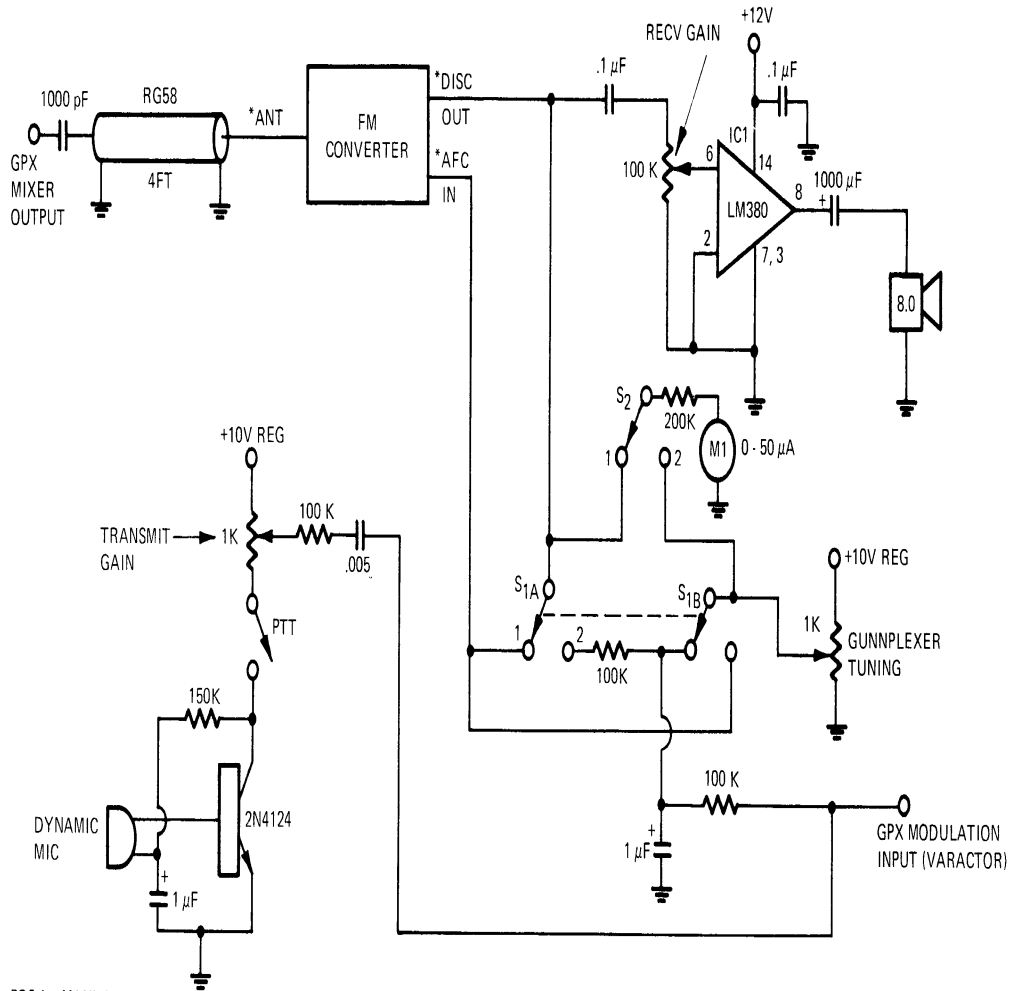 +12V
RECV GAIN
.1 µF
.1 µF
1000 pF
RG58
*DISC
OUT
*ANT
FM
CONVERTER
GPX
MIXER
OUTPUT
4FT
*AFC
IN
IC1
6
14
100 K
1000 µF
+
8
LM380
2
7, 3
8.0
S2
200K
M1
0 - 50 µA
1
2
+10V REG
100 K
TRANSMIT
GAIN
1K
.005
+10V REG
S1A
S1B
1K
GUNNPLEXER
TUNING
1
2
100K
PTT
150K
100 K
DYNAMIC
MIC
2N4124
+
1 µF
+
1 µF
GPX MODULATION
INPUT (VARACTOR)